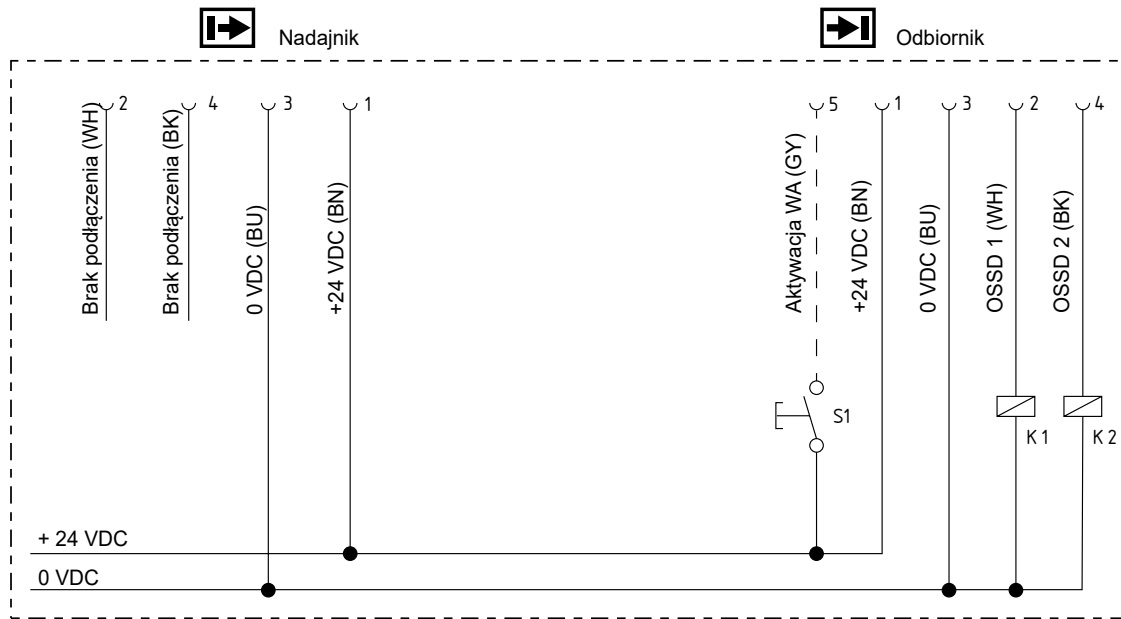 Nadajnik
Odbiornik
2
4
3
1
5
1
3
2
4
Brak podłączenia (WH)
Brak podłączenia (BK)
0 VDC (BU)
+24 VDC (BN)
Aktywacja WA (GY)
+24 VDC (BN)
0 VDC (BU)
OSSD 1 (WH)
OSSD 2 (BK)
S1
K 1
K 2
+ 24 VDC
0 VDC